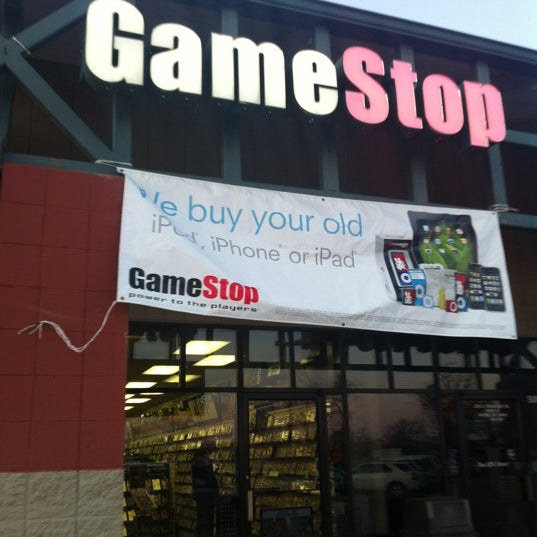 GameStop
We buy your old
iPod, iPhone or iPad
GameStop
power to the players